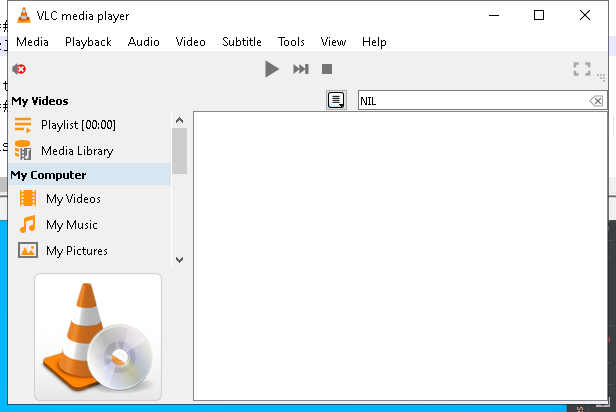 VLC media player
Media Playback Audio Video Subtitle Tools View Help
My Videos
NIL
Playlist [00:00]
Media Library
My Computer
My Videos
My Music
My Pictures